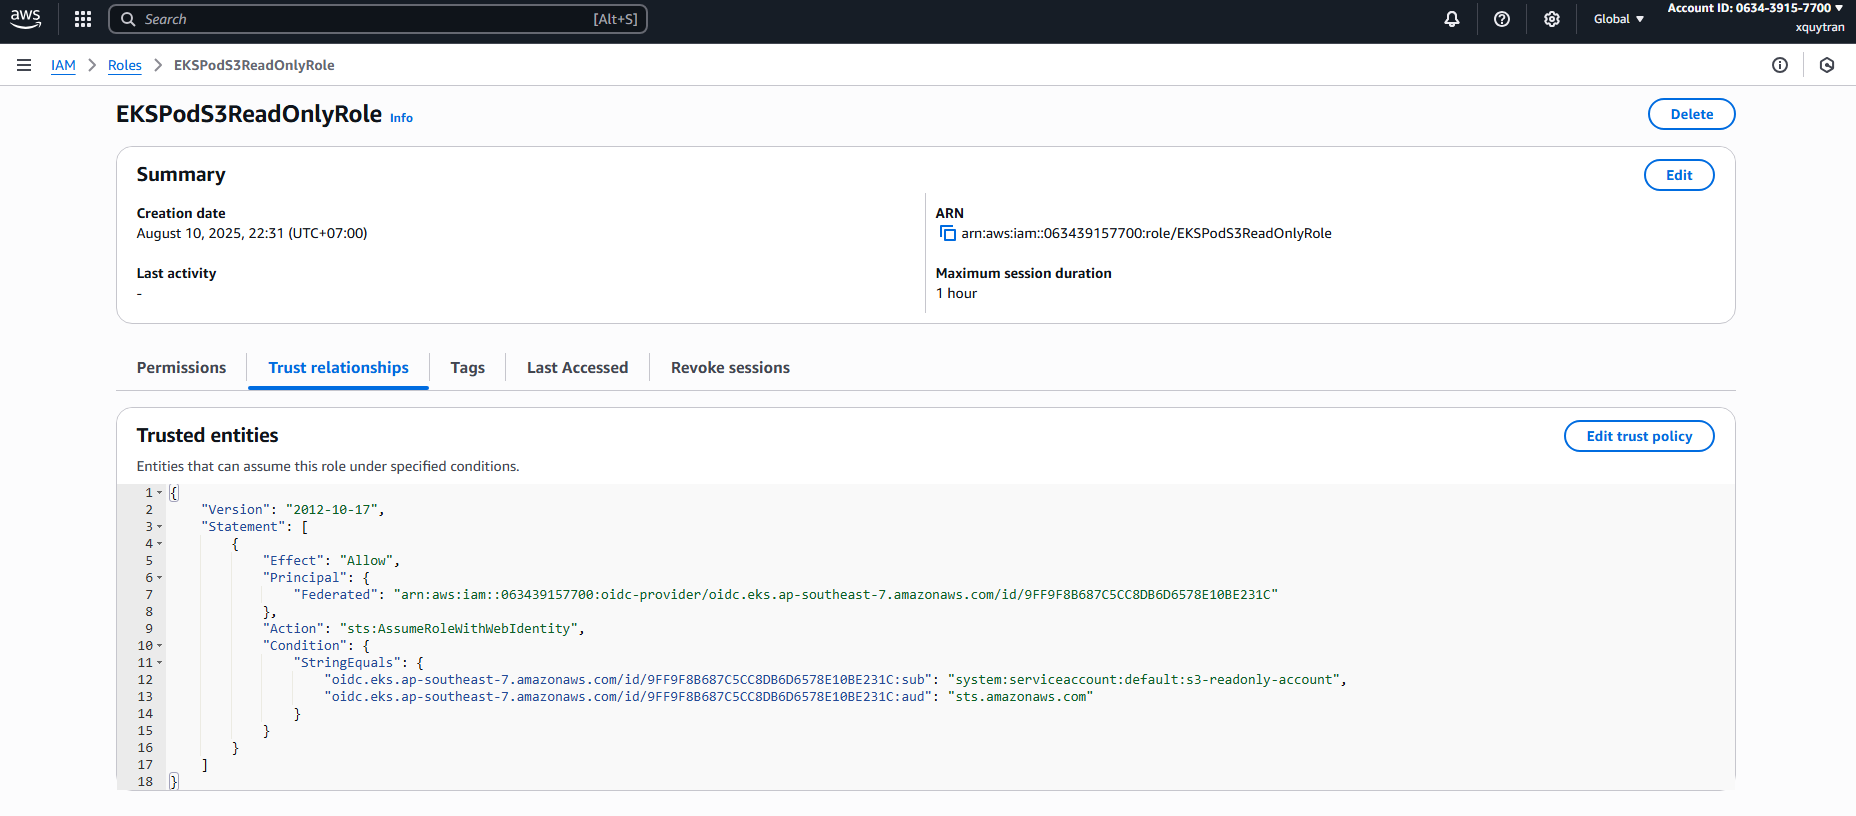 aws
Search [Alt+S]
Global
Account ID: 0634-3915-7700
xquytran
IAM
Roles
EKSPodS3ReadOnlyRole
EKSPodS3ReadOnlyRole Info
Delete
Summary
Edit
Creation date
August 10, 2025, 22:31 (UTC+07:00)
Last activity
-
ARN
arn:aws:iam::063439157700:role/EKSPodS3ReadOnlyRole
Maximum session duration
1 hour
Permissions
Trust relationships
Tags
Last Accessed
Revoke sessions
Trusted entities
Edit trust policy
Entities that can assume this role under specified conditions.
1 {
2 "Version": "2012-10-17",
3 "Statement": [
4 {
5 "Effect": "Allow",
6 "Principal": {
7 "Federated": "arn:aws:iam::063439157700:oidc-provider/oidc.eks.ap-southeast-7.amazonaws.com/id/9FF9F8B687C5CC8DB6D6578E10BE231C"
8 },
9 "Action": "sts:AssumeRoleWithWebIdentity",
10 "Condition": {
11 "StringEquals": {
12 "oidc.eks.ap-southeast-7.amazonaws.com/id/9FF9F8B687C5CC8DB6D6578E10BE231C:sub": "system:serviceaccount:default:s3-readonly-account",
13 "oidc.eks.ap-southeast-7.amazonaws.com/id/9FF9F8B687C5CC8DB6D6578E10BE231C:aud": "sts.amazonaws.com"
14 }
15 }
16 }
17 ]
18 }